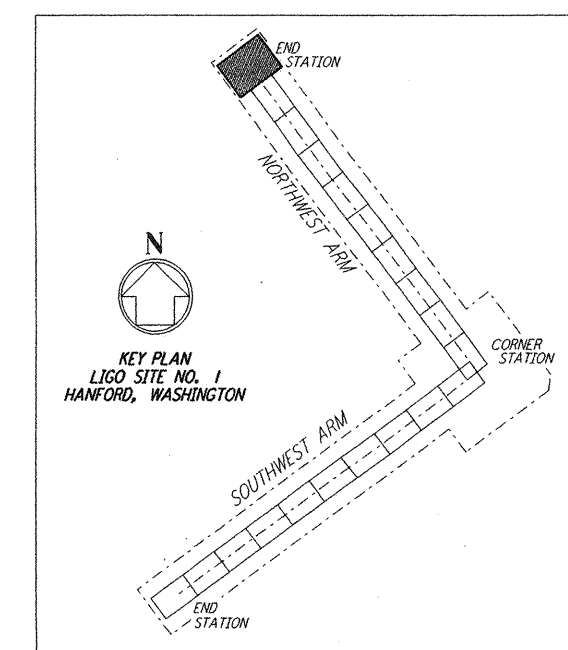 END
STATION
NORTHWEST ARM
N
KEY PLAN
LIGO SITE NO. 1
HANFORD, WASHINGTON
CORNER
STATION
SOUTHWEST ARM
END
STATION